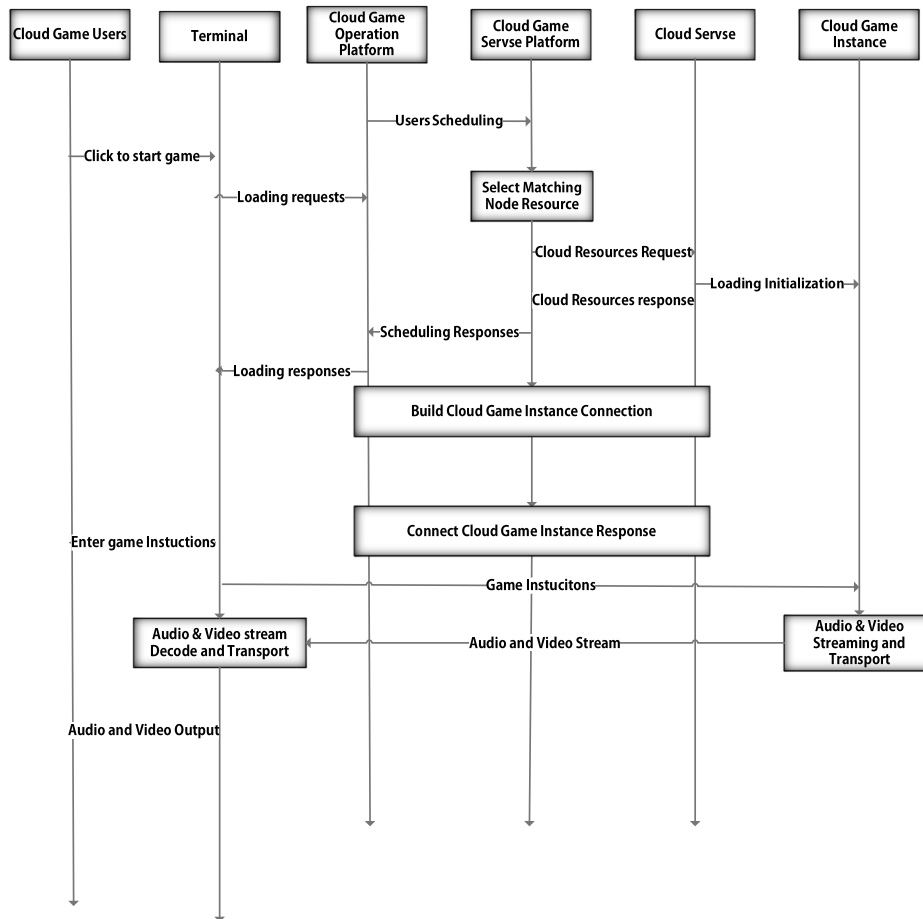 Cloud Game Users
Terminal
Cloud Game
Operation
Platform
Cloud Game
Servse Platform
Cloud Servse
Cloud Game
Instance
Users Scheduling
Click to start game
Select Matching
Node Resource
Loading requests
Cloud Resources Request
Loading Initialization
Cloud Resources response
Scheduling Responses
Loading responses
Build Cloud Game Instance Connection
Connect Cloud Game Instance Response
Enter game Instuctions
Game Instucitons
Audio & Video stream
Decode and Transport
Audio and Video Stream
Audio & Video
Streaming and
Transport
Audio and Video Output